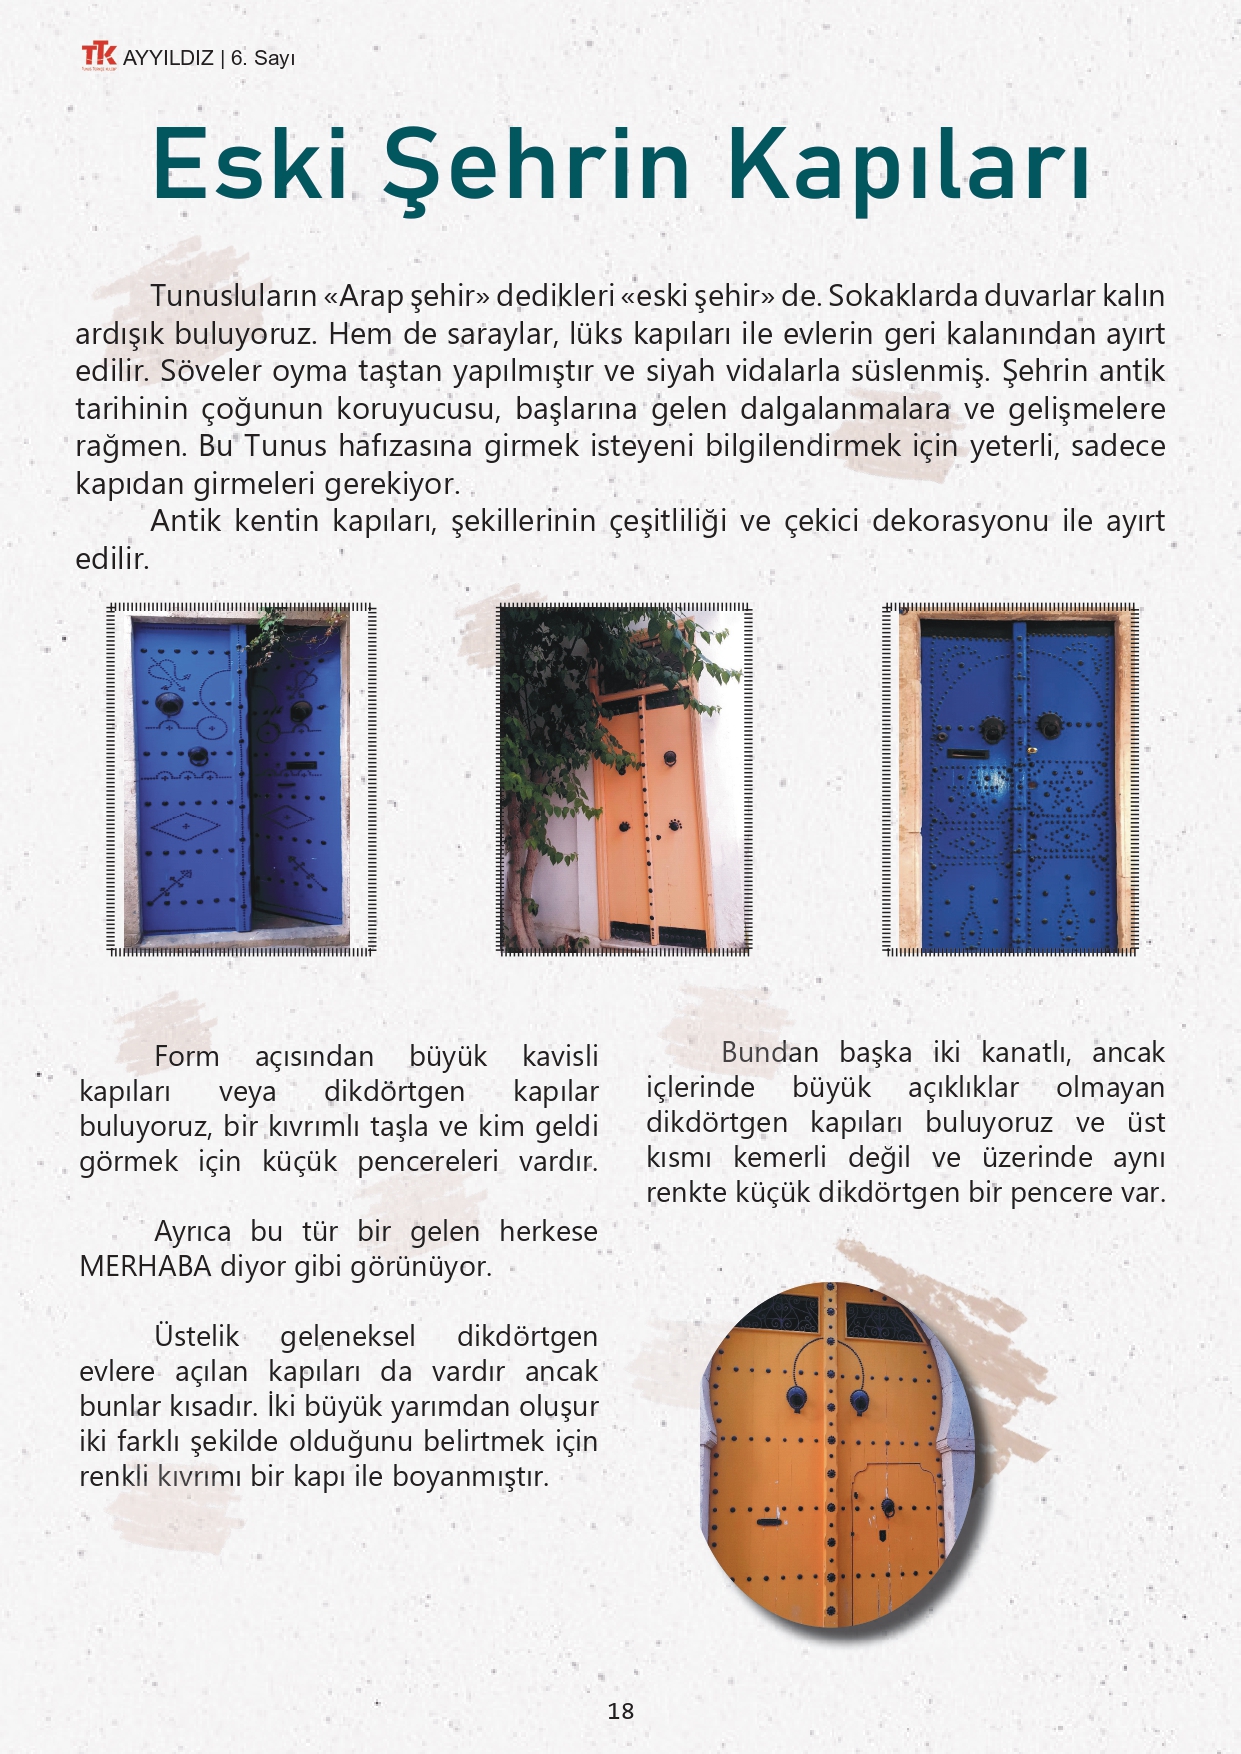 TTK AYYILDIZ | 6. Sayı
Eski Şehrin Kapıları
Tunusluların «Arap şehir» dedikleri «eski şehir» de. Sokaklarda duvarlar kalın
ardışık buluyoruz. Hem de saraylar, lüks kapıları ile evlerin geri kalanından ayırt
edilir. Söveler oyma taştan yapılmıştır ve siyah vidalarla süslenmiş. Şehrin antik
tarihinin çoğunun koruyucusu, başlarına gelen dalgalanmalara ve gelişmelere
rağmen. Bu Tunus hafızasına girmek isteyeni bilgilendirmek için yeterli, sadece
kapıdan girmeleri gerekiyor.
Antik kentin kapıları, şekillerinin çeşitliliği ve çekici dekorasyonu ile ayırt
edilir.
Form açısından büyük kavisli
kapıları veya dikdörtgen kapılar
buluyoruz, bir kıvrımlı taşla ve kim geldi
görmek için küçük pencereleri vardır.
Ayrıca bu tür bir gelen herkese
MERHABA diyor gibi görünüyor.
Üstelik geleneksel dikdörtgen
evlere açılan kapıları da vardır ancak
bunlar kısadır. İki büyük yarımdan oluşur
iki farklı şekilde olduğunu belirtmek için
renkli kıvrımı bir kapı ile boyanmıştır.
Bundan başka iki kanatlı, ancak
içlerinde büyük açıklıklar olmayan
dikdörtgen kapıları buluyoruz ve üst
kısmı kemerli değil ve üzerinde aynı
renkte küçük dikdörtgen bir pencere var.
18